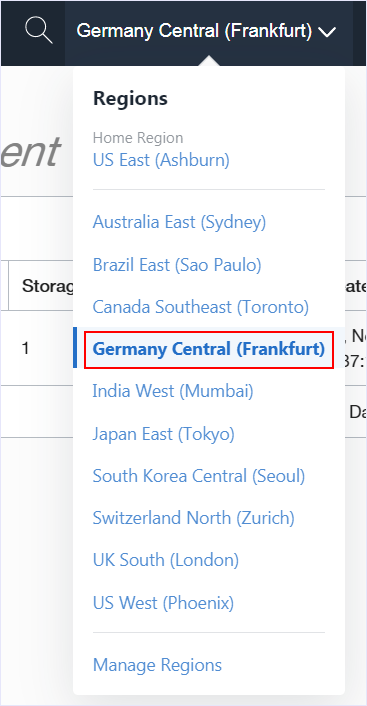 Germany Central (Frankfurt)
Regions
Home Region
US East (Ashburn)
ent
Australia East (Sydney)
Brazil East (Sao Paulo)
Storag
ate
Canada Southeast (Toronto)
1
Germany Central (Frankfurt)
, No
37:
India West (Mumbai)
Da
Japan East (Tokyo)
South Korea Central (Seoul)
Switzerland North (Zurich)
UK South (London)
US West (Phoenix)
Manage Regions